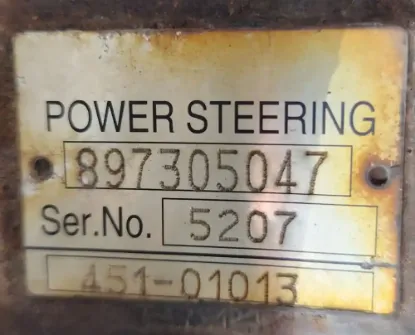 POWER STEERING
897305047
Ser.No. 5207
451-01013